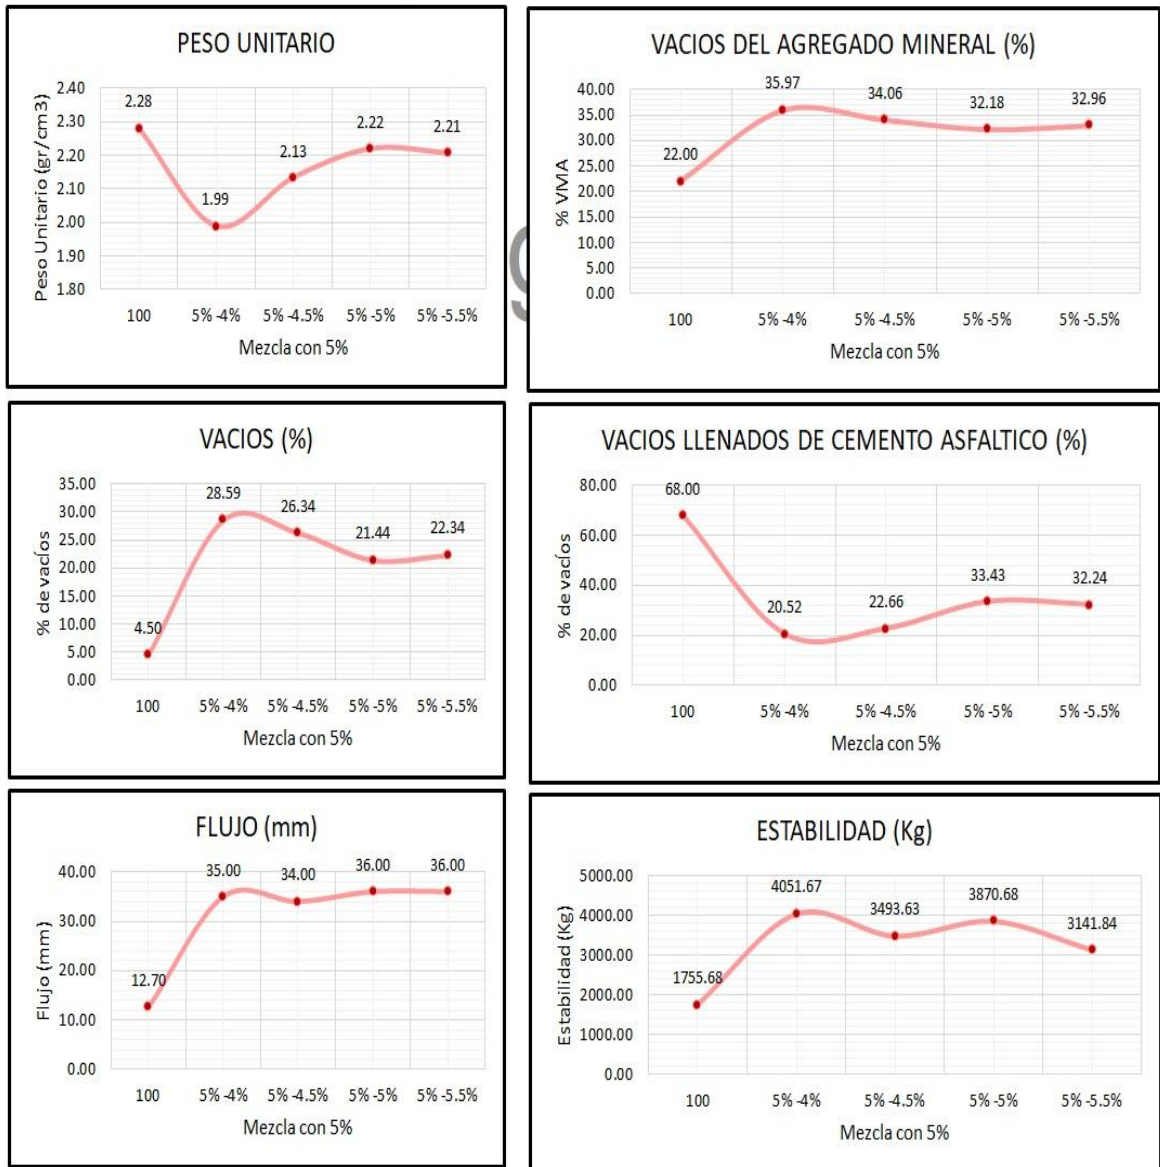 PESO UNITARIO
Peso Unitario (gr/cm3)
2.40
2.30
2.20
2.10
2.00
1.90
1.80
2.28
1.99
2.13
2.22
2.21
100 5% -4% 5% -4.5% 5% -5% 5% -5.5%
Mezcla con 5%
VACIOS DEL AGREGADO MINERAL (%)
% VMA
40.00
35.00
30.00
25.00
20.00
15.00
10.00
5.00
0.00
22.00
35.97
34.06
32.18
32.96
100 5% -4% 5% -4.5% 5% -5% 5% -5.5%
Mezcla con 5%
g
VACIOS (%)
% de vacíos
35.00
30.00
25.00
20.00
15.00
10.00
5.00
0.00
4.50
28.59
26.34
21.44
22.34
100 5% -4% 5% -4.5% 5% -5% 5% -5.5%
Mezcla con 5%
VACIOS LLENADOS DE CEMENTO ASFALTICO (%)
% de vacíos
80.00
60.00
40.00
20.00
0.00
68.00
20.52
22.66
33.43
32.24
100 5% -4% 5% -4.5% 5% -5% 5% -5.5%
Mezcla con 5%
FLUJO (mm)
Flujo (mm)
40.00
30.00
20.00
10.00
0.00
12.70
35.00
34.00
36.00
36.00
100 5% -4% 5% -4.5% 5% -5% 5% -5.5%
Mezcla con 5%
ESTABILIDAD (Kg)
Estabilidad (Kg)
5000.00
4000.00
3000.00
2000.00
1000.00
0.00
1755.68
4051.67
3493.63
3870.68
3141.84
100 5% -4% 5% -4.5% 5% -5% 5% -5.5%
Mezcla con 5%